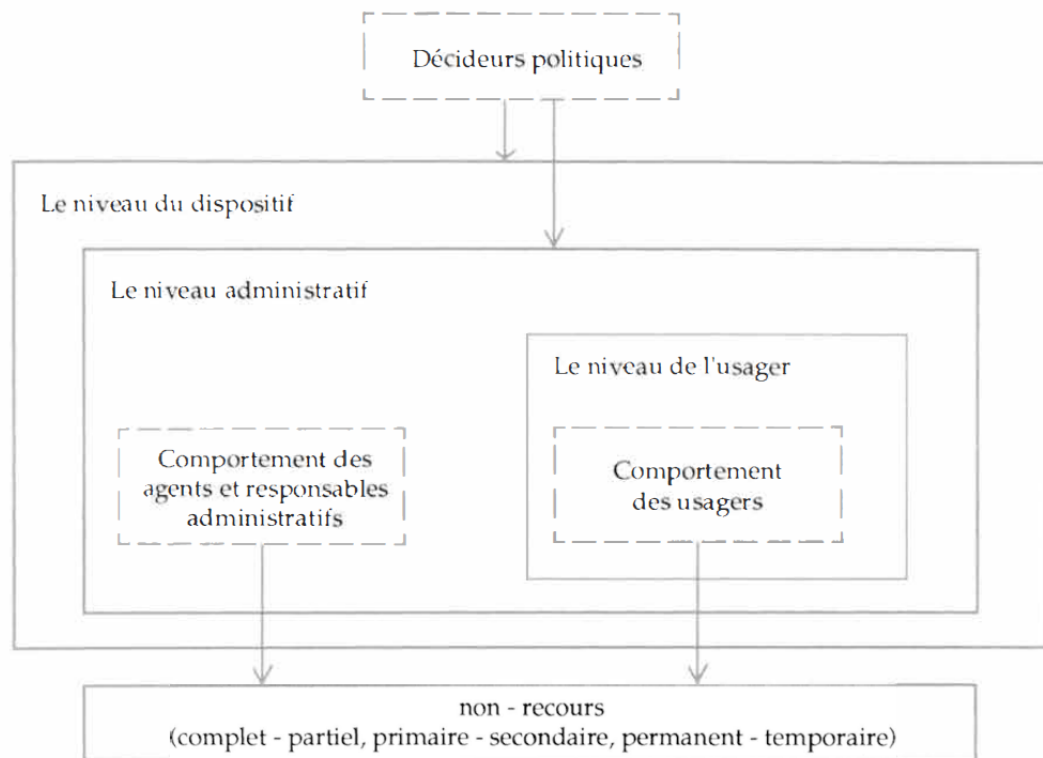 Décideurs politiques
Le niveau du dispositif
Le niveau administratif
Le niveau de l'usager
Comportement des
agents et responsables
administratifs
Comportement
des usagers
non - recours
(complet - partiel, primaire - secondaire, permanent - temporaire)